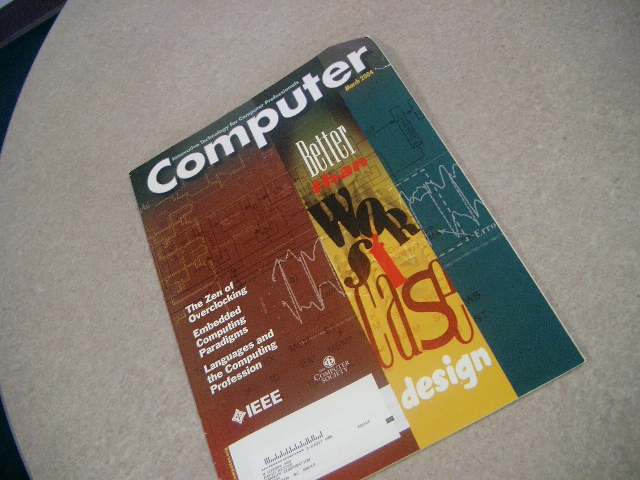 Innovative Technology for Computer Professionals
Computer
March 2004
Better
than
Worst
Case
design
Erro
The Zen of
Overclocking
Embedded
Computing
Paradigms
Languages and
the Computing
Profession
COMPUTER
SOCIETY
IEEE